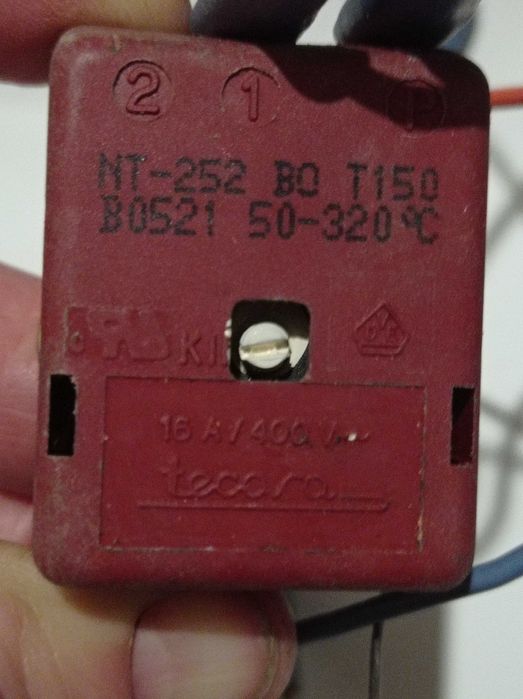 2 1 P
NT-252 BO T150
B0521 50-320°C
16 A / 400 V~
tecasa